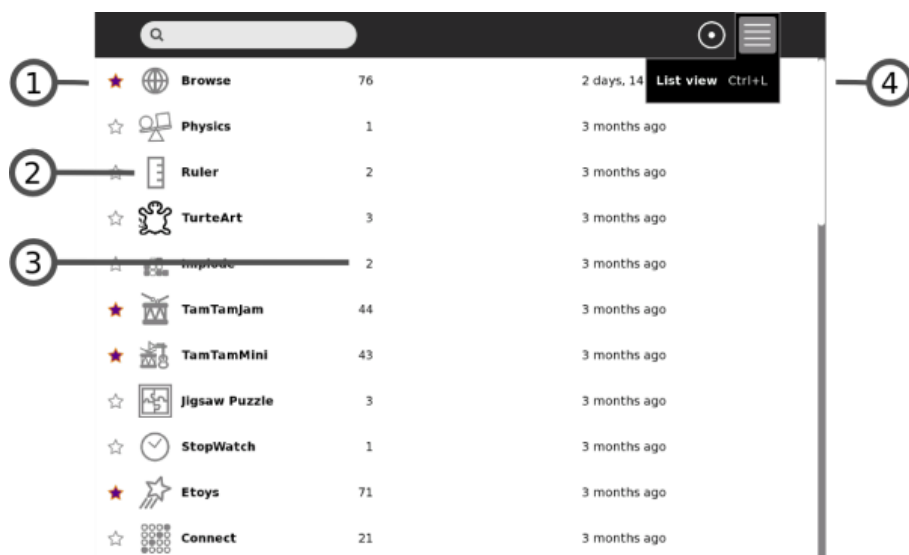 1 Browse 76 2 days, 14 List view Ctrl+L 4
Physics 1 3 months ago
2 Ruler 2 3 months ago
TurteArt 3 3 months ago
3 Implode 2 3 months ago
TamTamJam 44 3 months ago
TamTamMini 43 3 months ago
Jigsaw Puzzle 3 3 months ago
StopWatch 1 3 months ago
Etoys 71 3 months ago
Connect 21 3 months ago